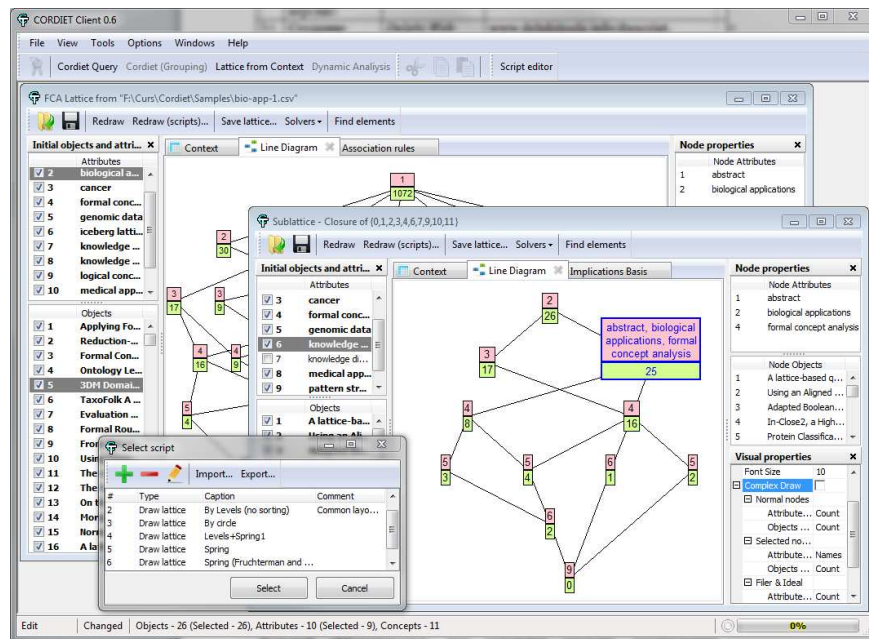 CORDIET Client 0.6
File View Tools Options Windows Help
Cordiet Query Cordiet (Grouping) Lattice from Context Dynamic Analiysis Script editor
FCA Lattice from "F:\Curs\Cordiet\Samples\bio-app-1.csv"
Redraw Redraw (scripts)... Save lattice... Solvers Find elements
Initial objects and attri... ×
Attributes
2 biological a...
3 cancer
4 formal conc...
5 genomic data
6 iceberg latti...
7 knowledge ...
8 knowledge ...
9 logical conc...
10 medical app...
Objects
1 Applying Fo...
2 Reduction-...
3 Formal Con...
4 Ontology Le...
5 3DM Domai...
6 TaxoFolk A ...
7 Evaluation ...
8 Formal Rou...
9 Fro
10 Usin
11 The
12 The
13 On t
14 Mor
15 Norr
16 A la
Context Line Diagram Association rules
1
1072
2
30
3
17
3
9
4
16
4
9
5
4
Node properties ×
Node Attributes
1 abstract
2 biological applications
Sublattice - Closure of {0,1,2,3,4,6,7,9,10,11}
Redraw Redraw (scripts)... Save lattice... Solvers Find elements
Initial objects and attri... ×
Attributes
3 cancer
4 formal conc...
5 genomic data
6 knowledge ...
7 knowledge di...
8 medical app...
9 pattern str...
Objects
1 A lattice-ba...
Context Line Diagram Implications Basis
2
26
abstract, biological
applications, formal
concept analysis
25
3
17
4
8
4
16
5
3
5
4
6
1
5
2
6
2
9
0
Node properties ×
Node Attributes
1 abstract
2 biological applications
4 formal concept analysis
Node Objects
1 A lattice-based q...
2 Using an Aligned ...
3 Adapted Boolean...
4 In-Close2, a High...
5 Protein Classifica...
Visual properties ×
Font Size 10
Complex Draw
Normal nodes
Attribute... Count
Objects ... Count
Selected no...
Attribute... Names
Objects ... Count
Filer & Ideal
Attribute... Count
Select script
Import... Export...
# Type Caption Comment
2 Draw lattice By Levels (no sorting) Common layo...
3 Draw lattice By circle
4 Draw lattice Levels+Spring1
5 Draw lattice Spring
6 Draw lattice Spring (Fruchterman and ...
Select Cancel
Edit Changed Objects - 26 (Selected - 26), Attributes - 10 (Selected - 9), Concepts - 11 0%